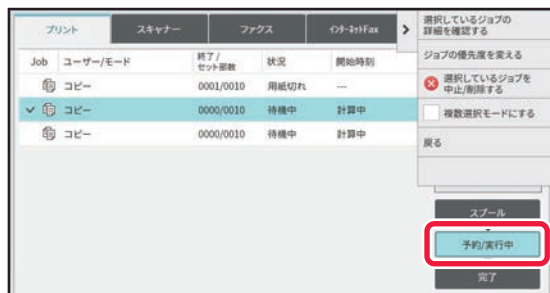 プリント
スキャナー
ファクス
インターネットFax
選択しているジョブの
詳細を確認する
ジョブの優先度を変える
選択しているジョブを
中止/削除する
複数選択モードにする
戻る
Job ユーザー/モード 終了/セット部数 状況 開始時刻
コピー 0001/0010 用紙切れ ---
コピー 0000/0010 待機中 計算中
コピー 0000/0010 待機中 計算中
スプール
予約/実行中
完了